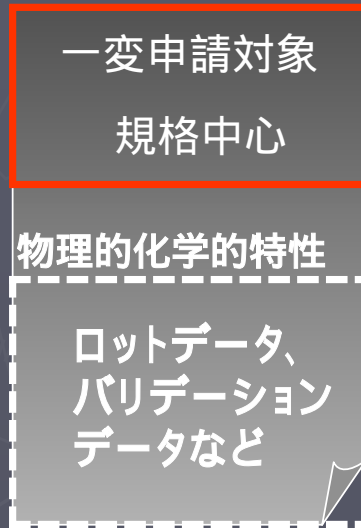 一変申請対象
規格中心
物理的化学的特性
ロットデータ、
バリデーション
データなど